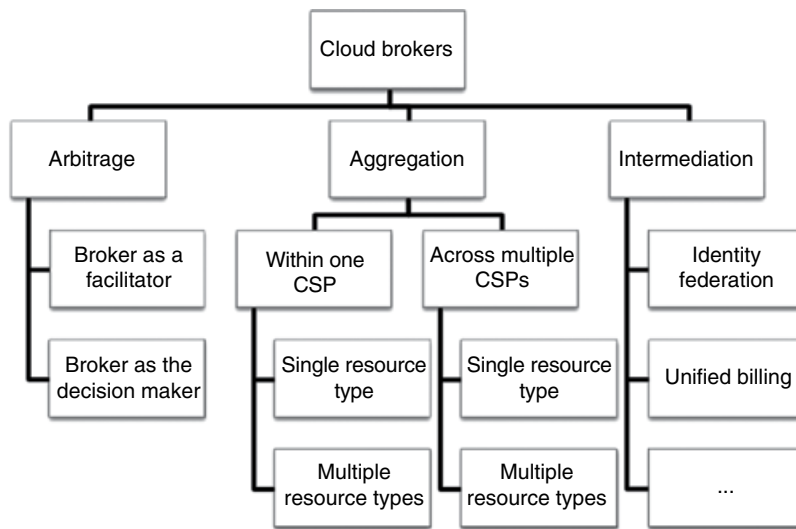 Cloud brokers
Arbitrage
Aggregation
Intermediation
Broker as a
facilitator
Within one
CSP
Across multiple
CSPs
Identity
federation
Broker as the
decision maker
Single resource
type
Single resource
type
Unified billing
Multiple
resource types
Multiple
resource types
...